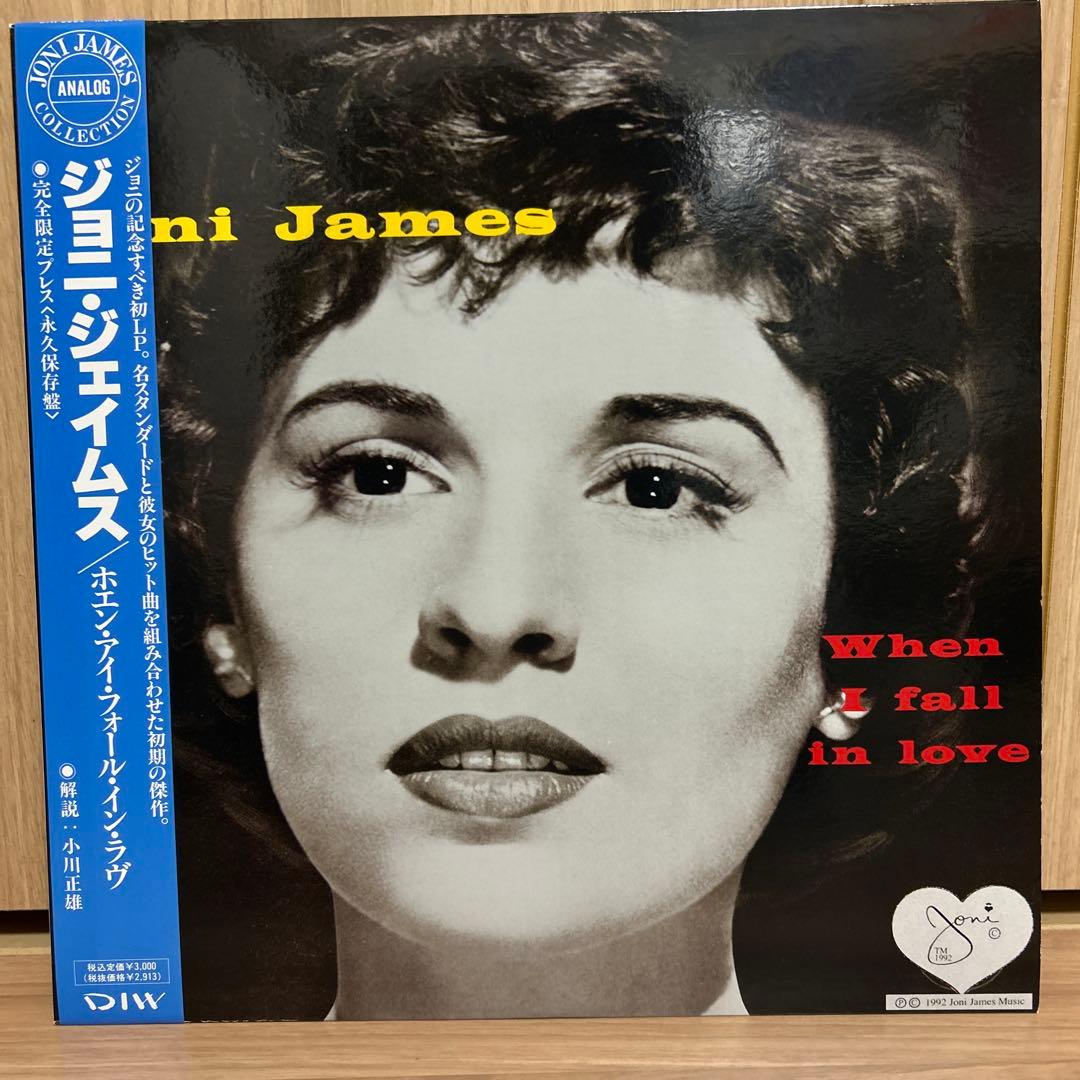 JONI JAMES
ANALOG
COLLECTION
ジョニの記念すべき初LP。名スタンダードと彼女のヒット曲を組み合わせた初期の傑作。
ジョニー・ジェイムス/ホエン・アイ・フォール・イン・ラヴ
●完全限定プレス〈永久保存盤〉
●解説:小川正雄
税込定価¥3,000
(税抜価格¥2,913)
DIW
ni James
When
I fall
in love
Joni
©
TM
1992
Ⓟ © 1992 Joni James Music